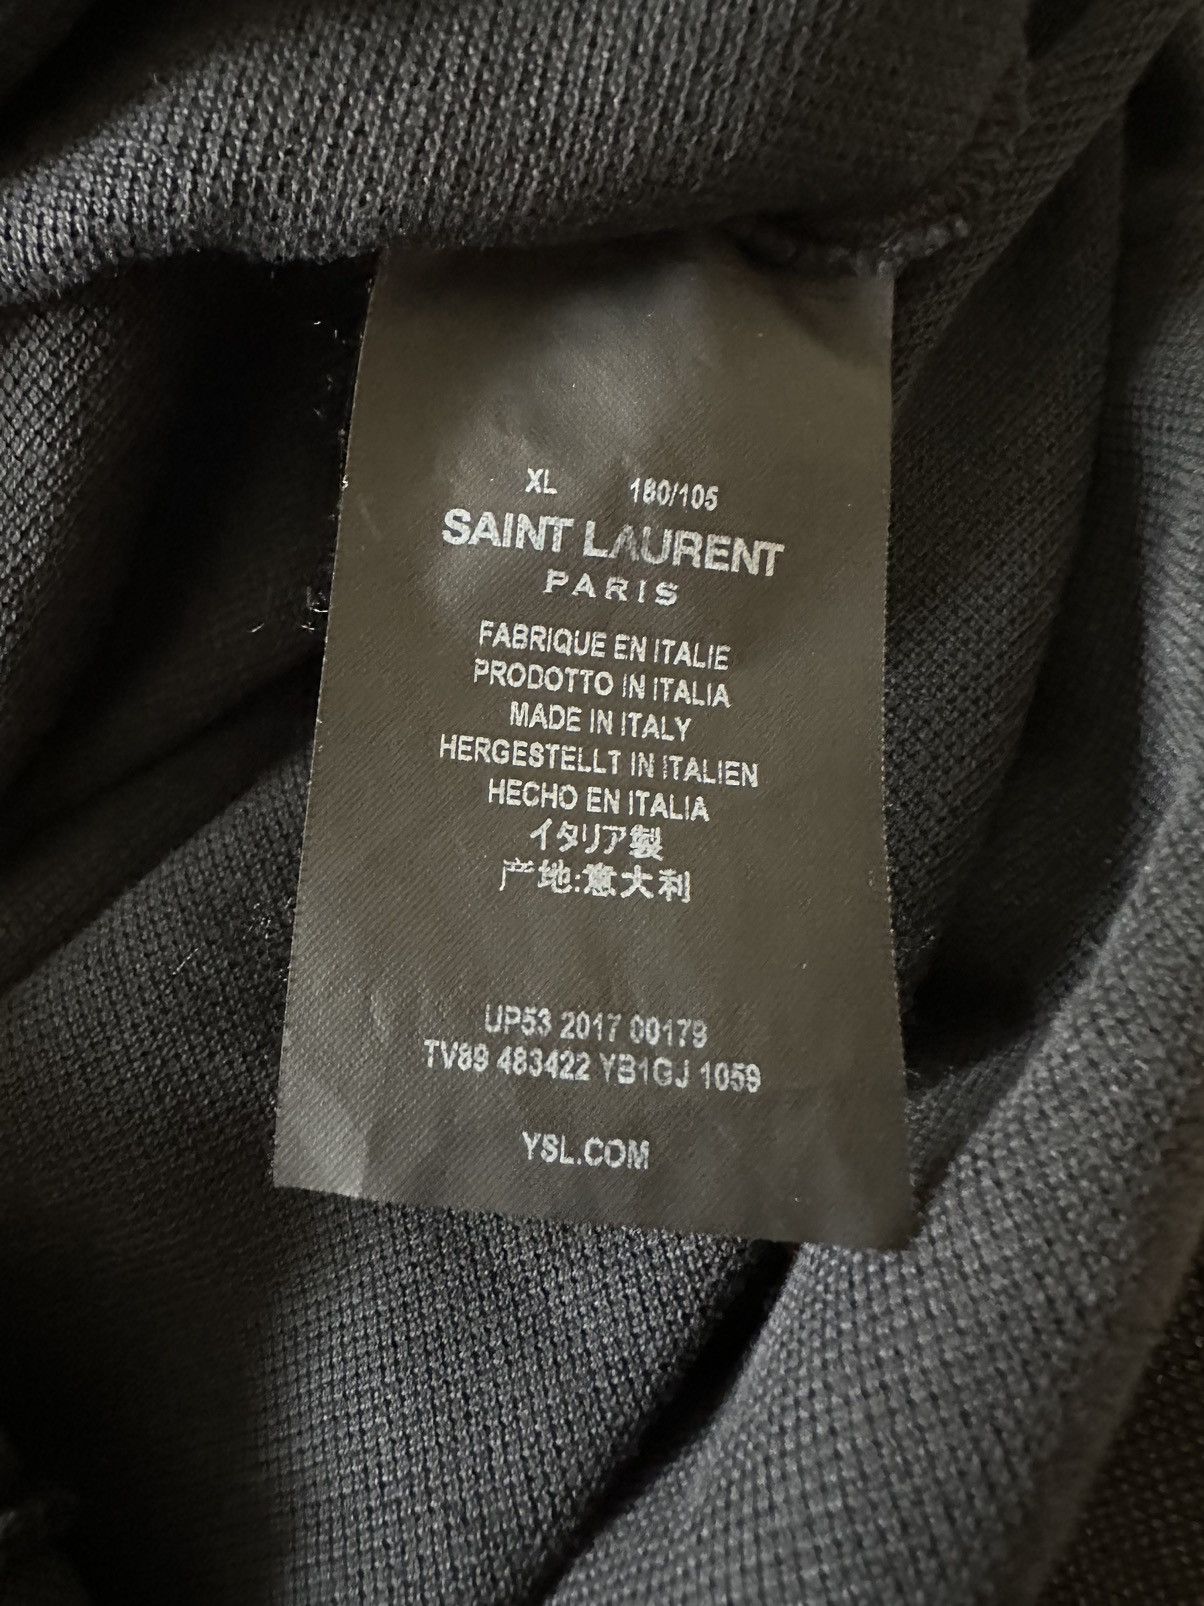 XL 180/105
SAINT LAURENT
PARIS
FABRIQUE EN ITALIE
PRODOTTO IN ITALIA
MADE IN ITALY
HERGESTELLT IN ITALIEN
HECHO EN ITALIA
イタリア製
产地:意大利
UP53 2017 00179
TV89 483422 YB1GJ 1059
YSL.COM